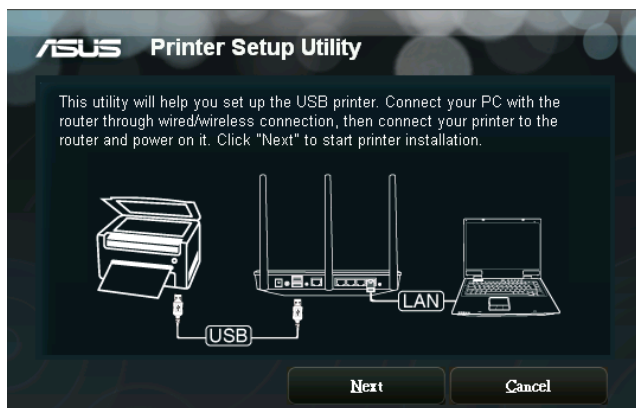 ASUS Printer Setup Utility
This utility will help you set up the USB printer. Connect your PC with the
router through wired/wireless connection, then connect your printer to the
router and power on it. Click "Next" to start printer installation.
LAN
USB
Next Cancel